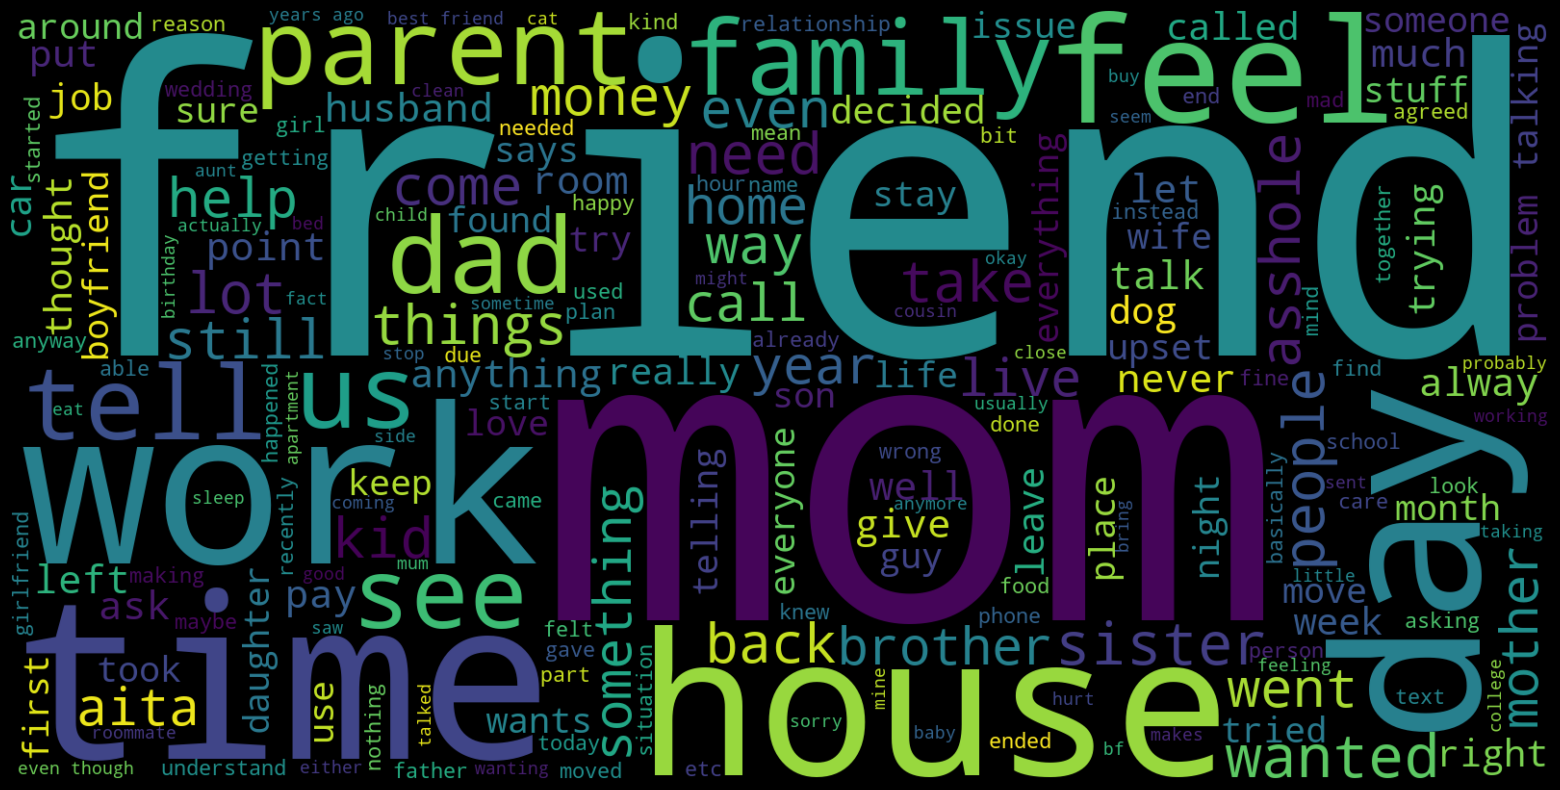 friend
mom
work
time
house
day
feel
parent
family
dad
tell
us
see
around
reason
years ago
best friend
cat
kind
relationship
issue
called
someone
put
wedding
clean
money
even
decided
buy
end
mad
much
stuff
agreed
talking
job
sure
husband
girl
needed
mean
bit
seem
started
aunt
getting
says
need
hour
name
stay
let
instead
wife
together
trying
problem
asshole
car
help
actually
bed
come
room
child
found
happy
home
everything
thought
boyfriend
point
birthday
try
way
okay
take
talk
mind
lot
fact
sometime
used
plan
might
call
cousin
dog
anyway
still
things
stop
due
already
close
upset
probably
able
anything
really
year
life
live
never
fine
find
alway
eat
happened
apartment
start
love
son
usually
done
people
school
working
side
keep
came
everyone
wrong
well
anymore
sleep
coming
telling
give
guy
leave
place
bring
night
basically
sent
care
look
month
taking
recently
kid
mum
something
food
little
girlfriend
left
making
good
ask
maybe
daughter
pay
saw
felt
gave
knew
phone
move
week
asking
mother
back
brother
sister
person
feeling
first
took
aita
use
nothing
talked
part
wants
situation
mine
went
text
college
roommate
sorry
hurt
tried
today
ended
baby
bf
makes
wanted
right
even though
understand
either
father
wanting
moved
etc